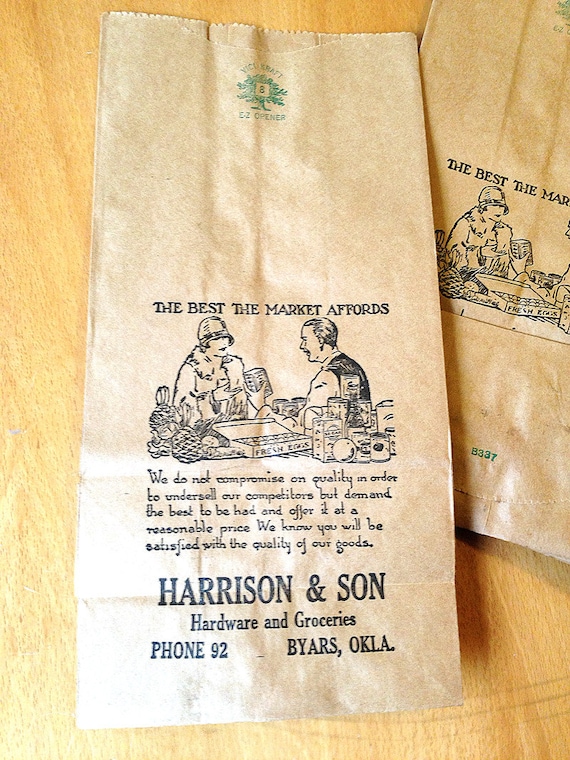 VICT KRAFT
8
E-Z OPENER
THE BEST THE MARKET AFFORDS
FRESH EGGS
We do not compromise on quality in order
to undersell our competitors but demand
the best to be had and offer it at a
reasonable price We know you will be
satisfied with the quality of our goods.
HARRISON & SON
Hardware and Groceries
PHONE 92 BYARS, OKLA.
THE BEST THE MAR
FRESH EGGS
B337